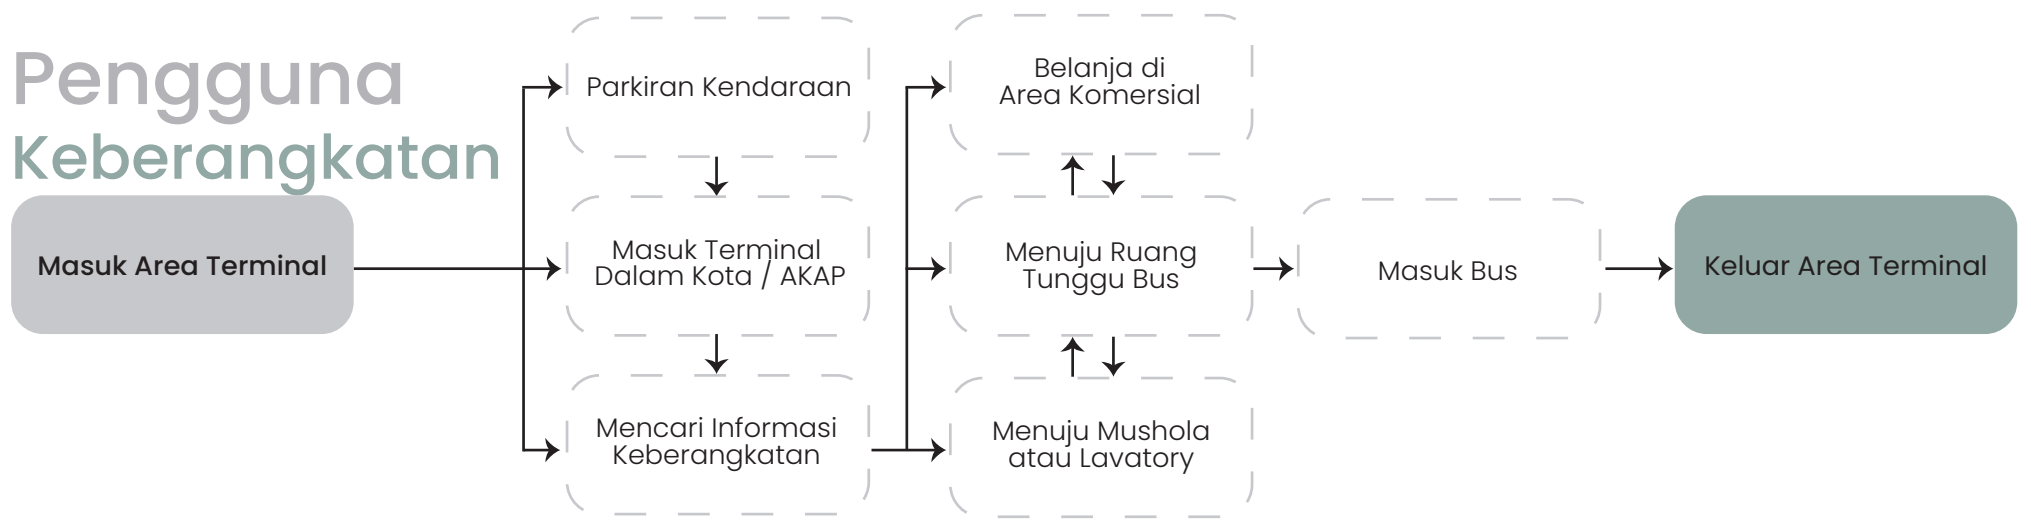 Pengguna
Keberangkatan
Masuk Area Terminal
Parkiran Kendaraan
Masuk Terminal
Dalam Kota / AKAP
Mencari Informasi
Keberangkatan
Belanja di
Area Komersial
Menuju Ruang
Tunggu Bus
Menuju Mushola
atau Lavatory
Masuk Bus
Keluar Area Terminal